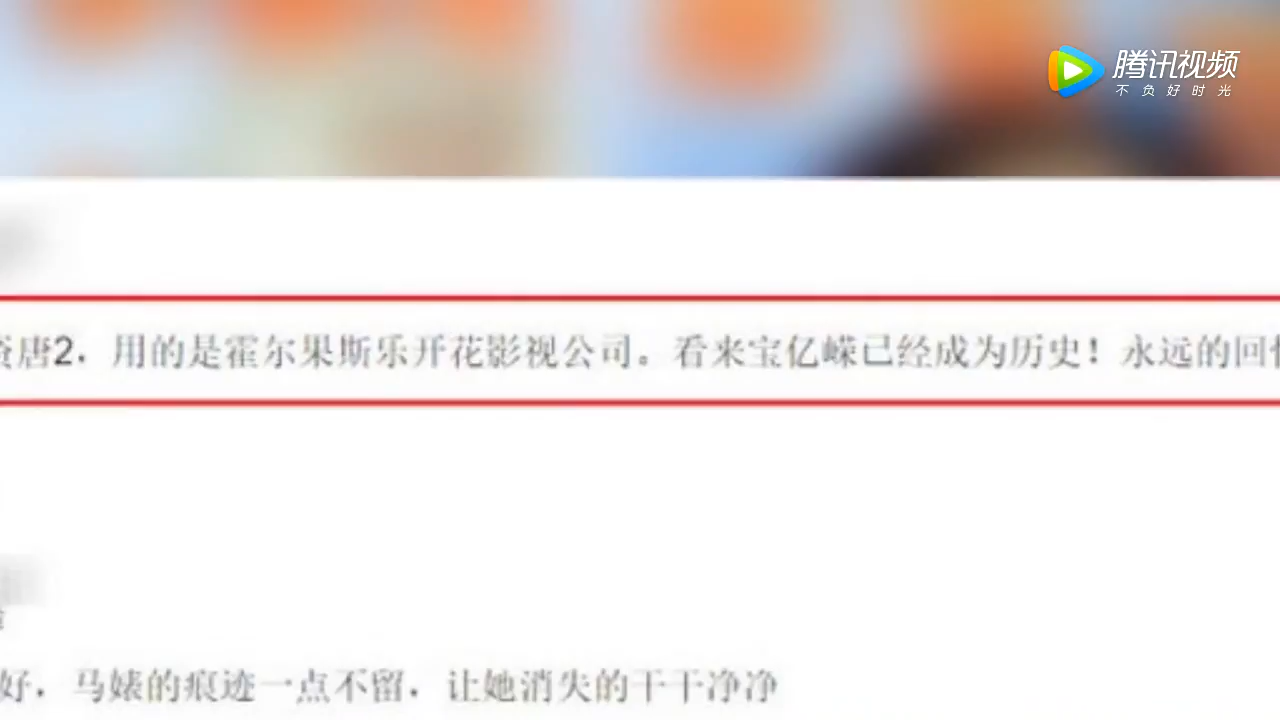 腾讯视频
不负好时光
资唐2，用的是霍尔果斯乐开花影视公司。看来宝亿嵘已经成为历史！永远的回忆
好，马婊的痕迹一点不留，让她消失的干干净净